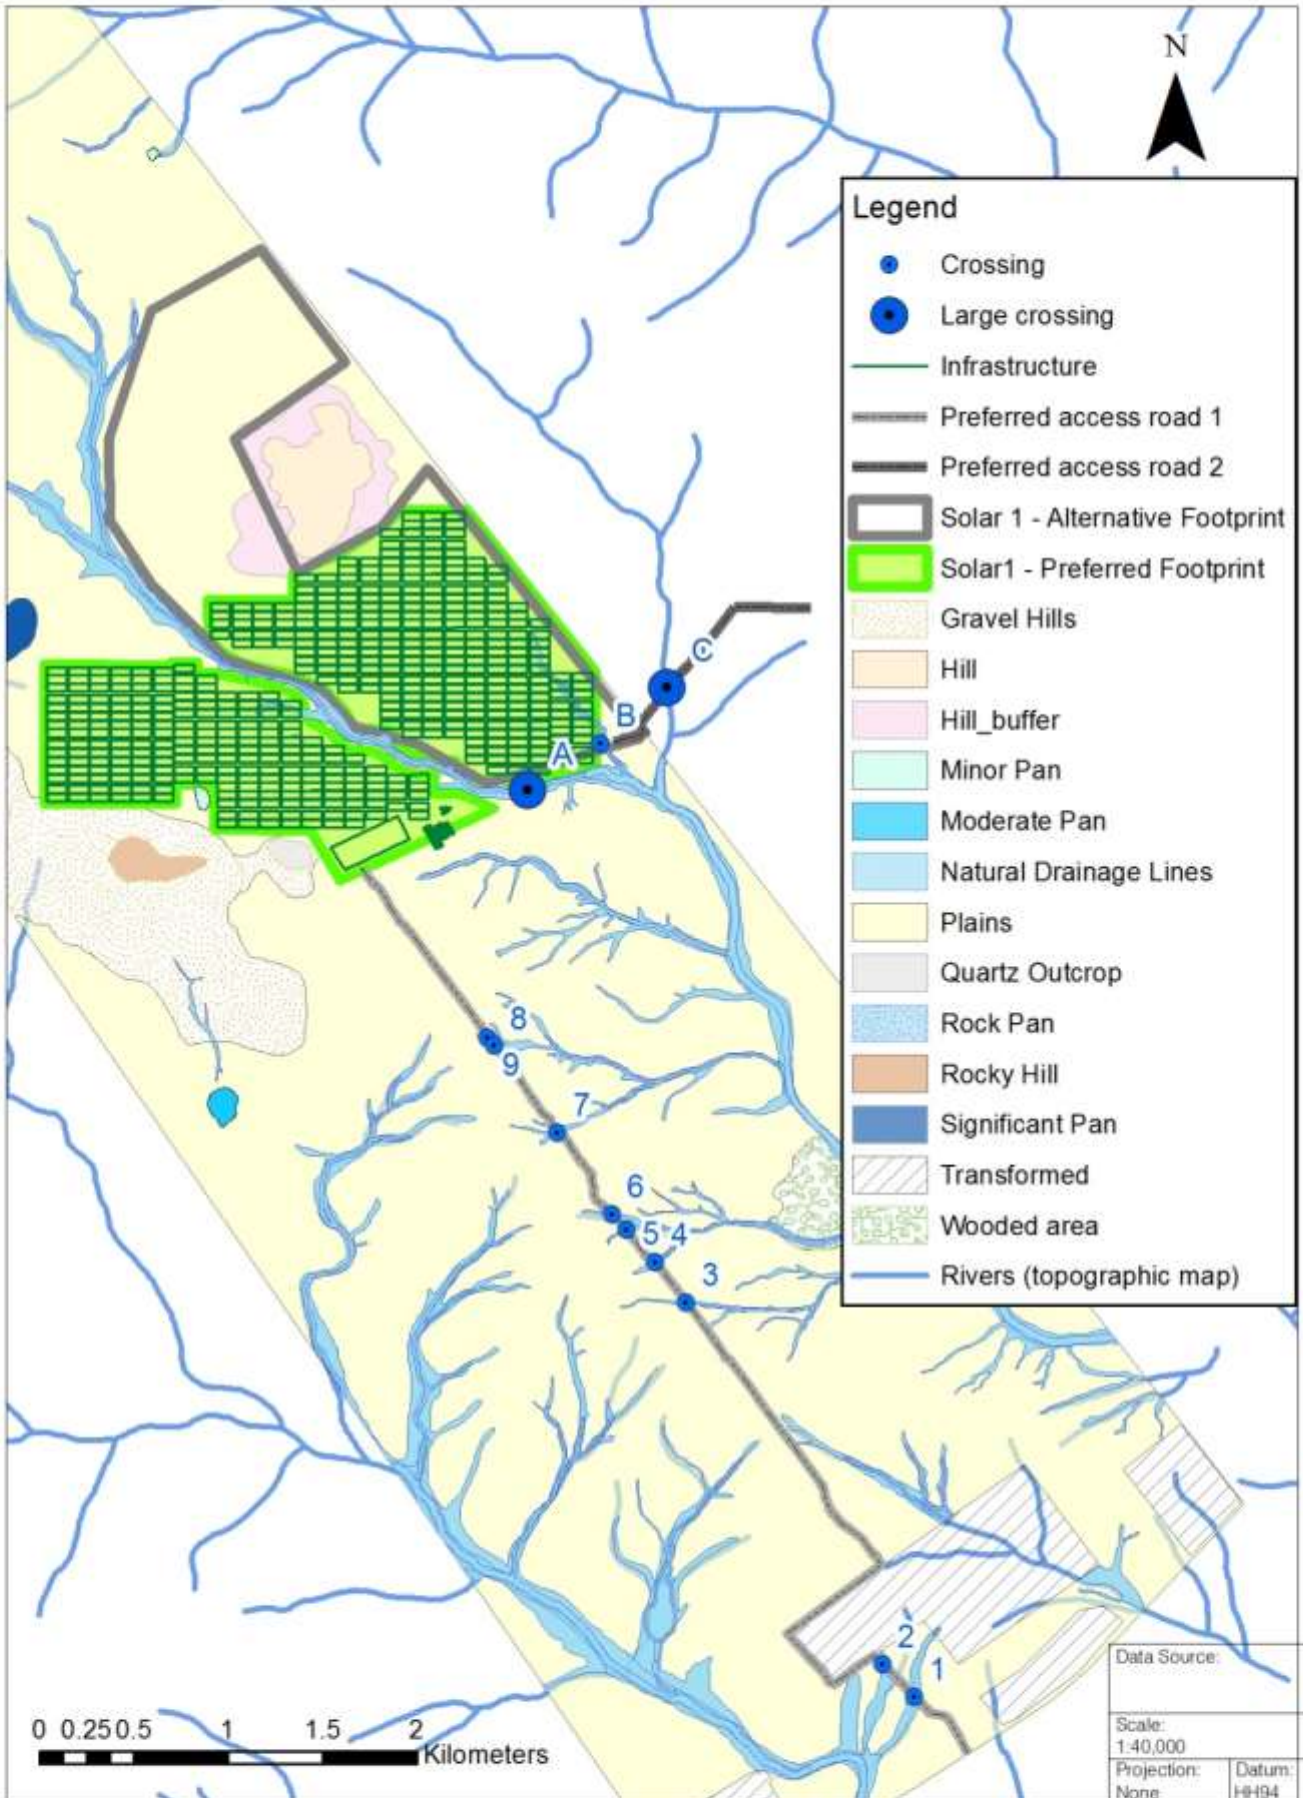 N
Legend
Crossing
Large crossing
Infrastructure
Preferred access road 1
Preferred access road 2
Solar 1 - Alternative Footprint
Solar1 - Preferred Footprint
Gravel Hills
Hill
Hill_buffer
Minor Pan
Moderate Pan
Natural Drainage Lines
Plains
Quartz Outcrop
Rock Pan
Rocky Hill
Significant Pan
Transformed
Wooded area
Rivers (topographic map)
C
B
A
8
9
7
6
5 4
3
2
1
0 0.25 0.5 1 1.5 2
Kilometers
Data Source:
Scale:
1:40,000
Projection:
None
Datum:
HH94